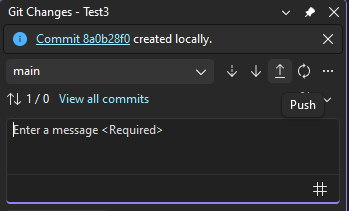 Git Changes - Test3
Commit 8a0b28f0 created locally.
main
Push
1 / 0 View all commits
Enter a message <Required>